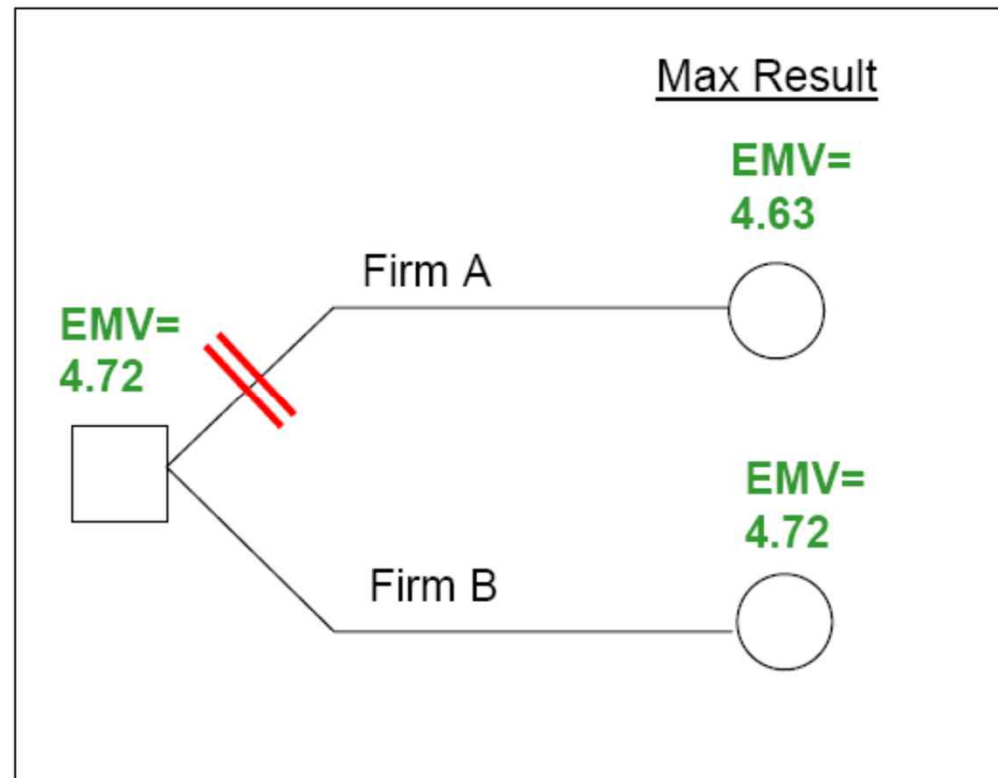 Max Result
EMV=
4.63
Firm A
EMV=
4.72
EMV=
4.72
Firm B